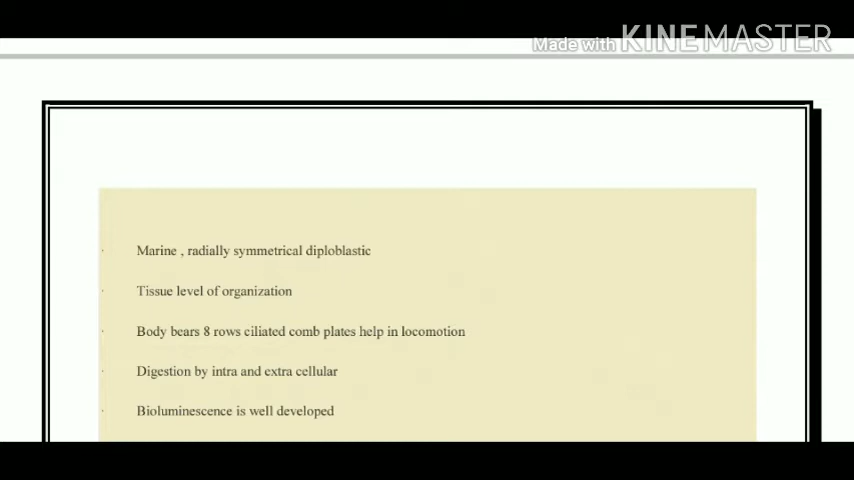 Made with KINEMASTER
Marine , radially symmetrical diploblastic
Tissue level of organization
Body bears 8 rows ciliated comb plates help in locomotion
Digestion by intra and extra cellular
Bioluminescence is well developed